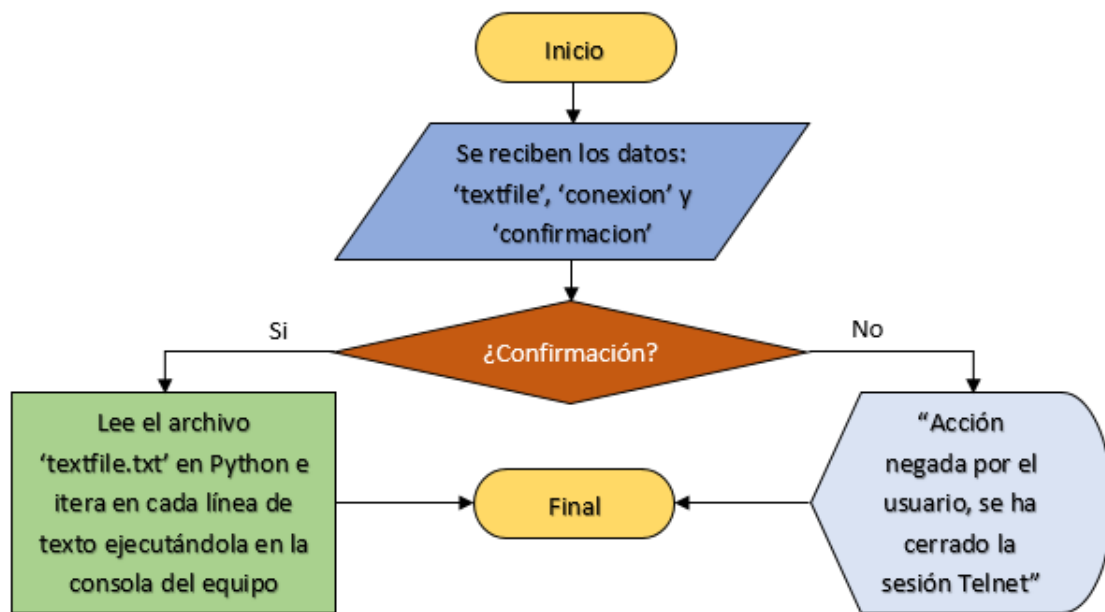 Inicio
Se reciben los datos:
‘textfile’, ‘conexion’ y
‘confirmacion’
Si
¿Confirmación?
No
Lee el archivo
‘textfile.txt’ en Python e
itera en cada línea de
texto ejecutándola en la
consola del equipo
Final
“Acción
negada por el
usuario, se ha
cerrado la
sesión Telnet”